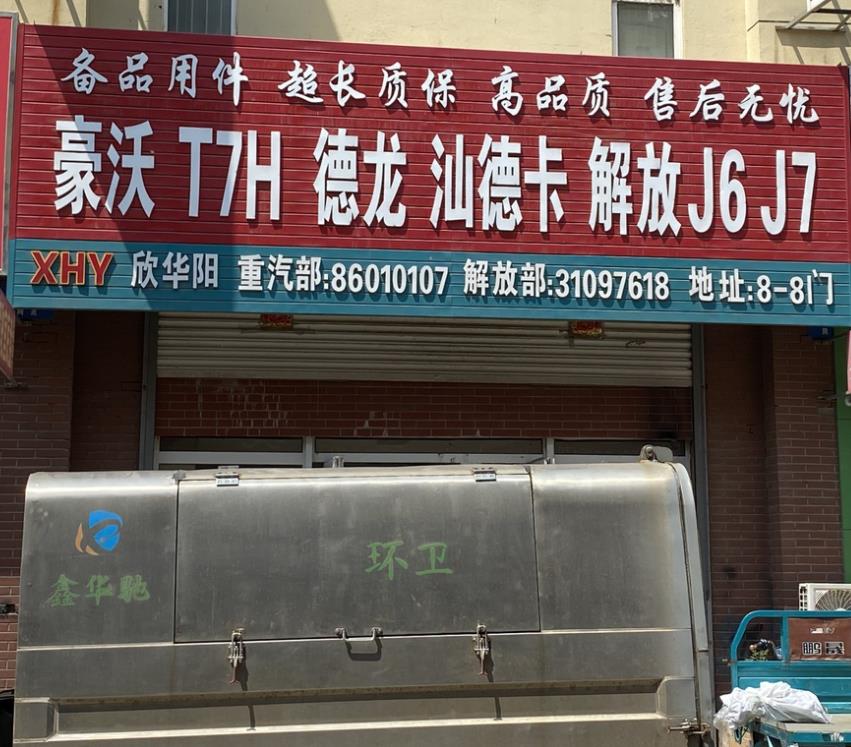 备品用件 超长质保 高品质 售后无忧
豪沃 T7H 德龙 汕德卡 解放J6 J7
XHY 欣华阳 重汽部:86010107 解放部:31097618 地址:8-8门
环卫
鑫华驰
鹏晟